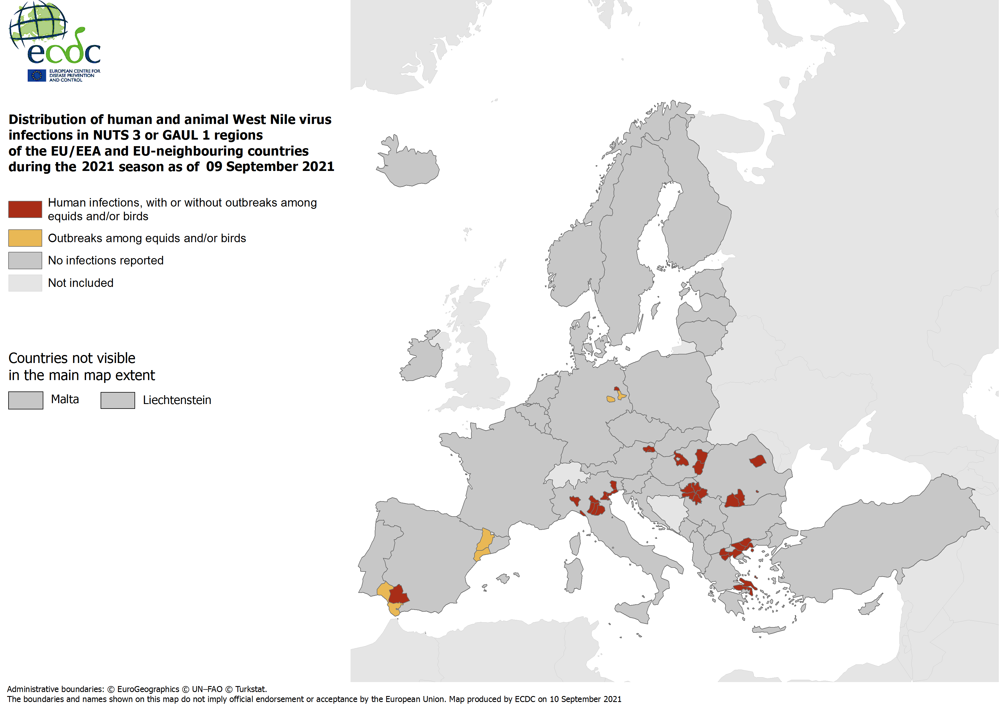 ecdc
EUROPEAN CENTRE FOR
DISEASE PREVENTION
AND CONTROL
Distribution of human and animal West Nile virus
infections in NUTS 3 or GAUL 1 regions
of the EU/EEA and EU-neighbouring countries
during the 2021 season as of 09 September 2021
Human infections, with or without outbreaks among
equids and/or birds
Outbreaks among equids and/or birds
No infections reported
Not included
Countries not visible
in the main map extent
Malta Liechtenstein
Administrative boundaries: © EuroGeographics © UN–FAO © Turkstat.
The boundaries and names shown on this map do not imply official endorsement or acceptance by the European Union. Map produced by ECDC on 10 September 2021